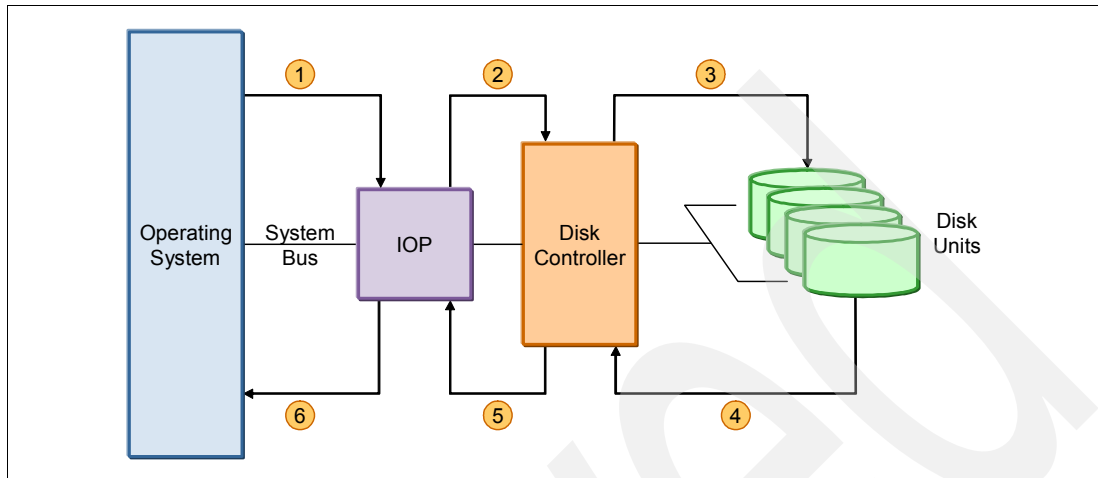 1
2
3
Operating
System
System
Bus
IOP
Disk
Controller
Disk
Units
6
5
4